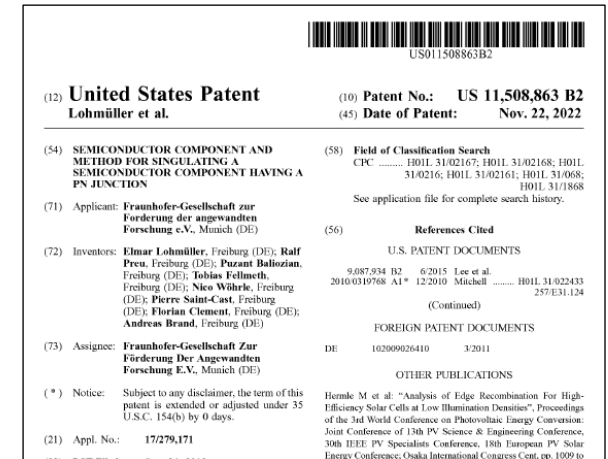 US011508863B2
(12) United States Patent
Lohmüller et al.
(10) Patent No.: US 11,508,863 B2
(45) Date of Patent: Nov. 22, 2022
(54) SEMICONDUCTOR COMPONENT AND
METHOD FOR SINGULATING A
SEMICONDUCTOR COMPONENT HAVING A
PN JUNCTION
(71) Applicant: Fraunhofer-Gesellschaft zur
Forderung der angewandten
Forschung e.V., Munich (DE)
(72) Inventors: Elmar Lohmüller, Freiburg (DE); Ralf
Preu, Freiburg (DE); Puzant Baliozian,
Freiburg (DE); Tobias Fellmeth,
Freiburg (DE); Nico Wöhrle, Freiburg
(DE); Pierre Saint-Cast, Freiburg
(DE); Florian Clement, Freiburg (DE);
Andreas Brand, Freiburg (DE)
(73) Assignee: Fraunhofer-Gesellschaft Zur
Förderung Der Angewandten
Forschung E.V., Munich (DE)
( * ) Notice: Subject to any disclaimer, the term of this
patent is extended or adjusted under 35
U.S.C. 154(b) by 0 days.
(21) Appl. No.: 17/279,171
(58) Field of Classification Search
CPC ......... H01L 31/02167; H01L 31/02168; H01L
31/0216; H01L 31/02161; H01L 31/068;
H01L 31/1868
See application file for complete search history.
(56) References Cited
U.S. PATENT DOCUMENTS
9,087,934 B2 6/2015 Lee et al.
2010/0319768 A1* 12/2010 Mitchell ......... H01L 31/022433
257/E31.124
(Continued)
FOREIGN PATENT DOCUMENTS
DE 102009026410 3/2011
OTHER PUBLICATIONS
Hermle M et al: "Analysis of Edge Recombination For High-
Efficiency Solar Cells at Low Illumination Densities", Proceedings
of the 3rd World Conference on Photovoltaic Energy Conversion:
Joint Conference of 13th PV Science & Engineering Conference,
30th IEEE PV Specialists Conference, 18th European PV Solar
Energy Conference; Osaka International Congress Cent, pp. 1009 to